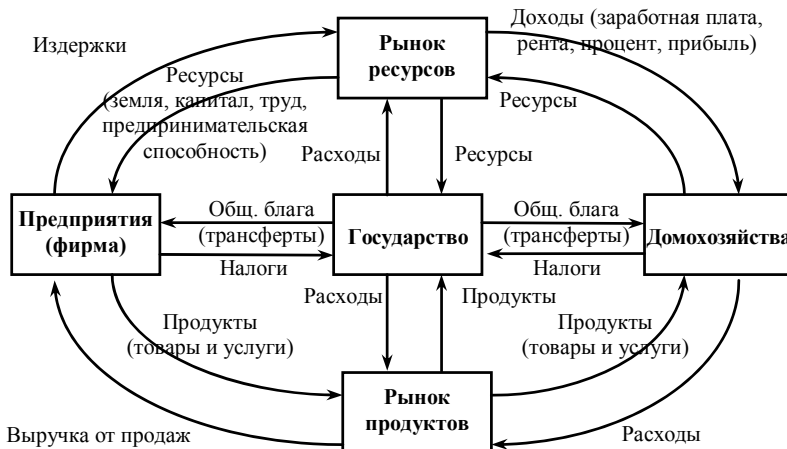 Издержки
Рынок
ресурсов
Доходы (заработная плата,
рента, процент, прибыль)
Ресурсы
(земля, капитал, труд,
предпринимательская
способность)
Ресурсы
Расходы
Ресурсы
Предприятия
(фирма)
Общ. блага
(трансферты)
Налоги
Государство
Общ. блага
(трансферты)
Налоги
Домохозяйства
Расходы
Продукты
Продукты
(товары и услуги)
Продукты
(товары и услуги)
Рынок
продуктов
Выручка от продаж
Расходы